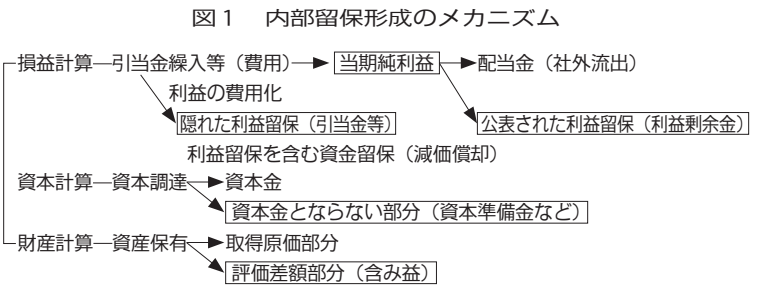 図1 内部留保形成のメカニズム
損益計算―引当金繰入等（費用） 当期純利益 配当金（社外流出）
利益の費用化
隠れた利益留保（引当金等） 公表された利益留保（利益剰余金）
利益留保を含む資金留保（減価償却）
資本計算―資本調達 資本金
資本金とならない部分（資本準備金など）
財産計算―資産保有 取得原価部分
評価差額部分（含み益）